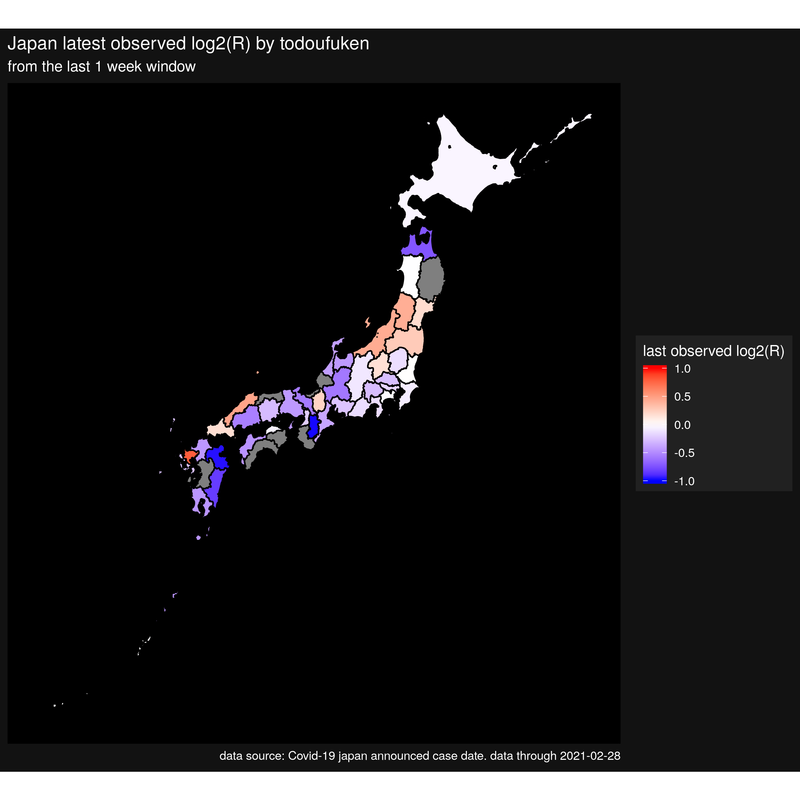 Japan latest observed log2(R) by todoufuken
from the last 1 week window
last observed log2(R)
1.0
0.5
0.0
-0.5
-1.0
data source: Covid-19 japan announced case date. data through 2021-02-28